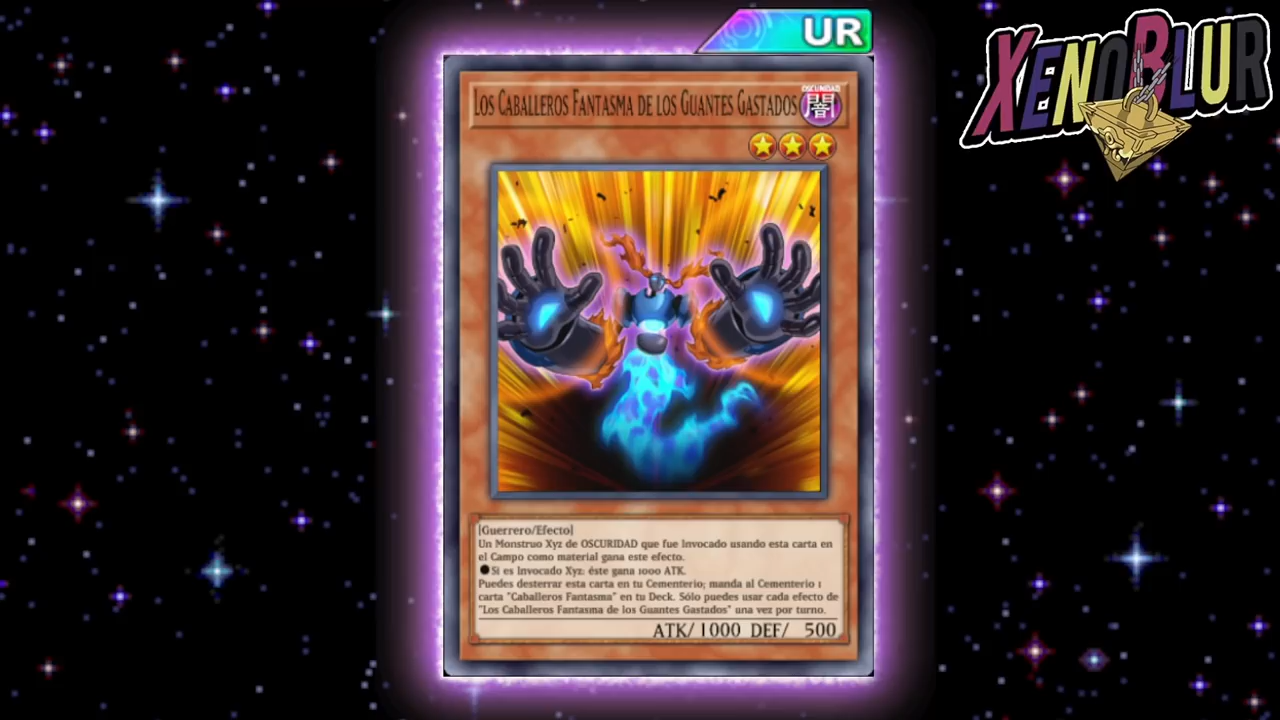 UR
XENOBLUR
LOS CABALLEROS FANTASMA DE LOS GUANTES GASTADOS
OSCURIDAD
闇
[Guerrero/Efecto]
Un Monstruo Xyz de OSCURIDAD que fue Invocado usando esta carta en
el Campo como material gana este efecto.
●Si es Invocado Xyz: éste gana 1000 ATK.
Puedes desterrar esta carta en tu Cementerio; manda al Cementerio 1
carta "Caballeros Fantasma" en tu Deck. Sólo puedes usar cada efecto de
"Los Caballeros Fantasma de los Guantes Gastados" una vez por turno.
ATK/ 1000 DEF/ 500